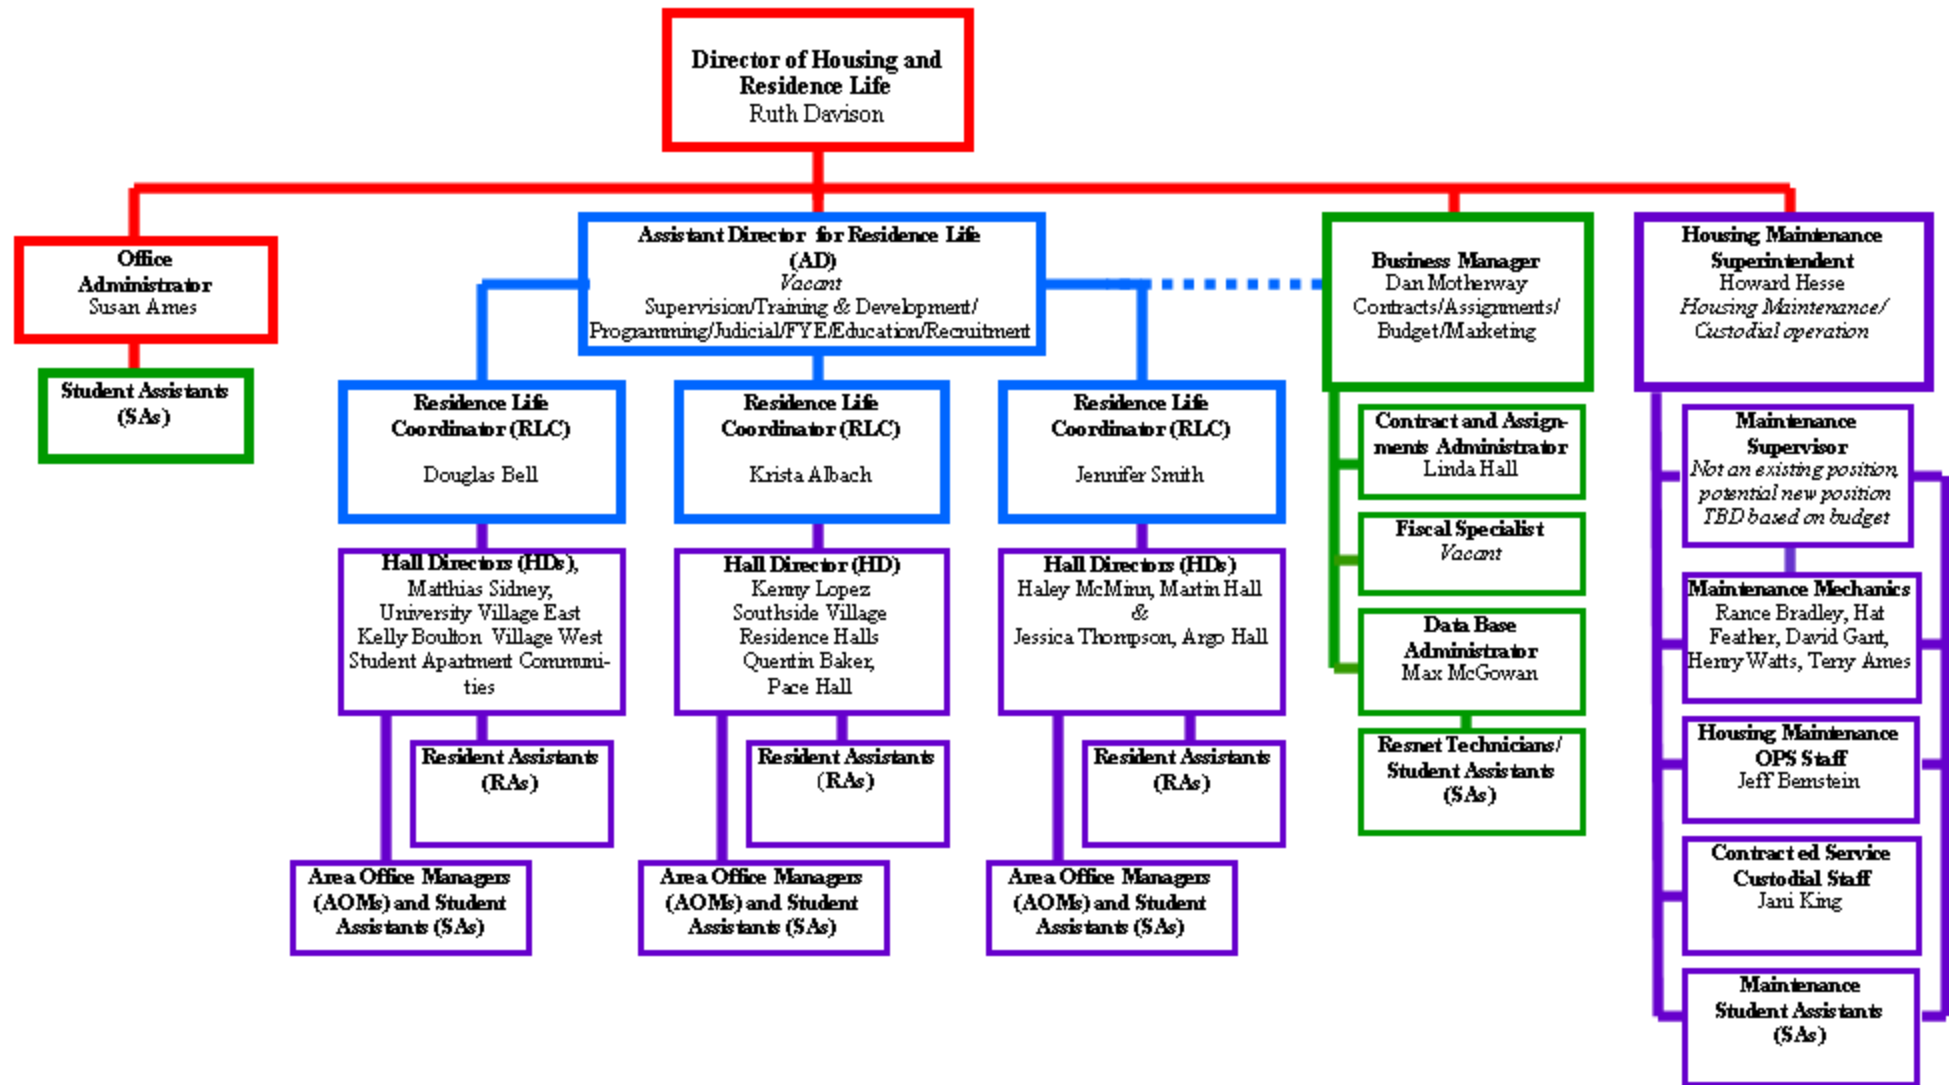 Director of Housing and
Residence Life
Ruth Davison
Office
Administrator
Susan Ames
Student Assistants
(SAs)
Assistant Director for Residence Life
(AD)
Vacant
Supervision/Training & Development/
Programming/Judicial/FYE/Education/Recruitment
Business Manager
Dan Motherway
Contracts/Assignments/
Budget/Marketing
Housing Maintenance
Superintendent
Howard Hesse
Housing Maintenance/
Custodial operation
Residence Life
Coordinator (RLC)
Douglas Bell
Residence Life
Coordinator (RLC)
Krista Albach
Residence Life
Coordinator (RLC)
Jennifer Smith
Hall Directors (HDs),
Matthias Sidney,
University Village East
Kelly Boulton Village West
Student Apartment Communi-
ties
Hall Director (HD)
Kenny Lopez
Southside Village
Residence Halls
Quentin Baker,
Pace Hall
Hall Directors (HDs)
Haley McMinn, Martin Hall
&
Jessica Thompson, Argo Hall
Resident Assistants
(RAs)
Resident Assistants
(RAs)
Resident Assistants
(RAs)
Area Office Managers
(AOMs) and Student
Assistants (SAs)
Area Office Managers
(AOMs) and Student
Assistants (SAs)
Area Office Managers
(AOMs) and Student
Assistants (SAs)
Contract and Assign-
ments Administrator
Linda Hall
Fiscal Specialist
Vacant
Data Base
Administrator
Max McGowan
Resnet Technicians/
Student Assistants
(SAs)
Maintenance
Supervisor
Not an existing position,
potential new position
TBD based on budget
Maintenance Mechanics
Rance Bradley, Hat
Feather, David Gant,
Henry Watts, Terry Ames
Housing Maintenance
OPS Staff
Jeff Bernstein
Contract ed Service
Custodial Staff
Jani King
Maintenance
Student Assistants
(SAs)